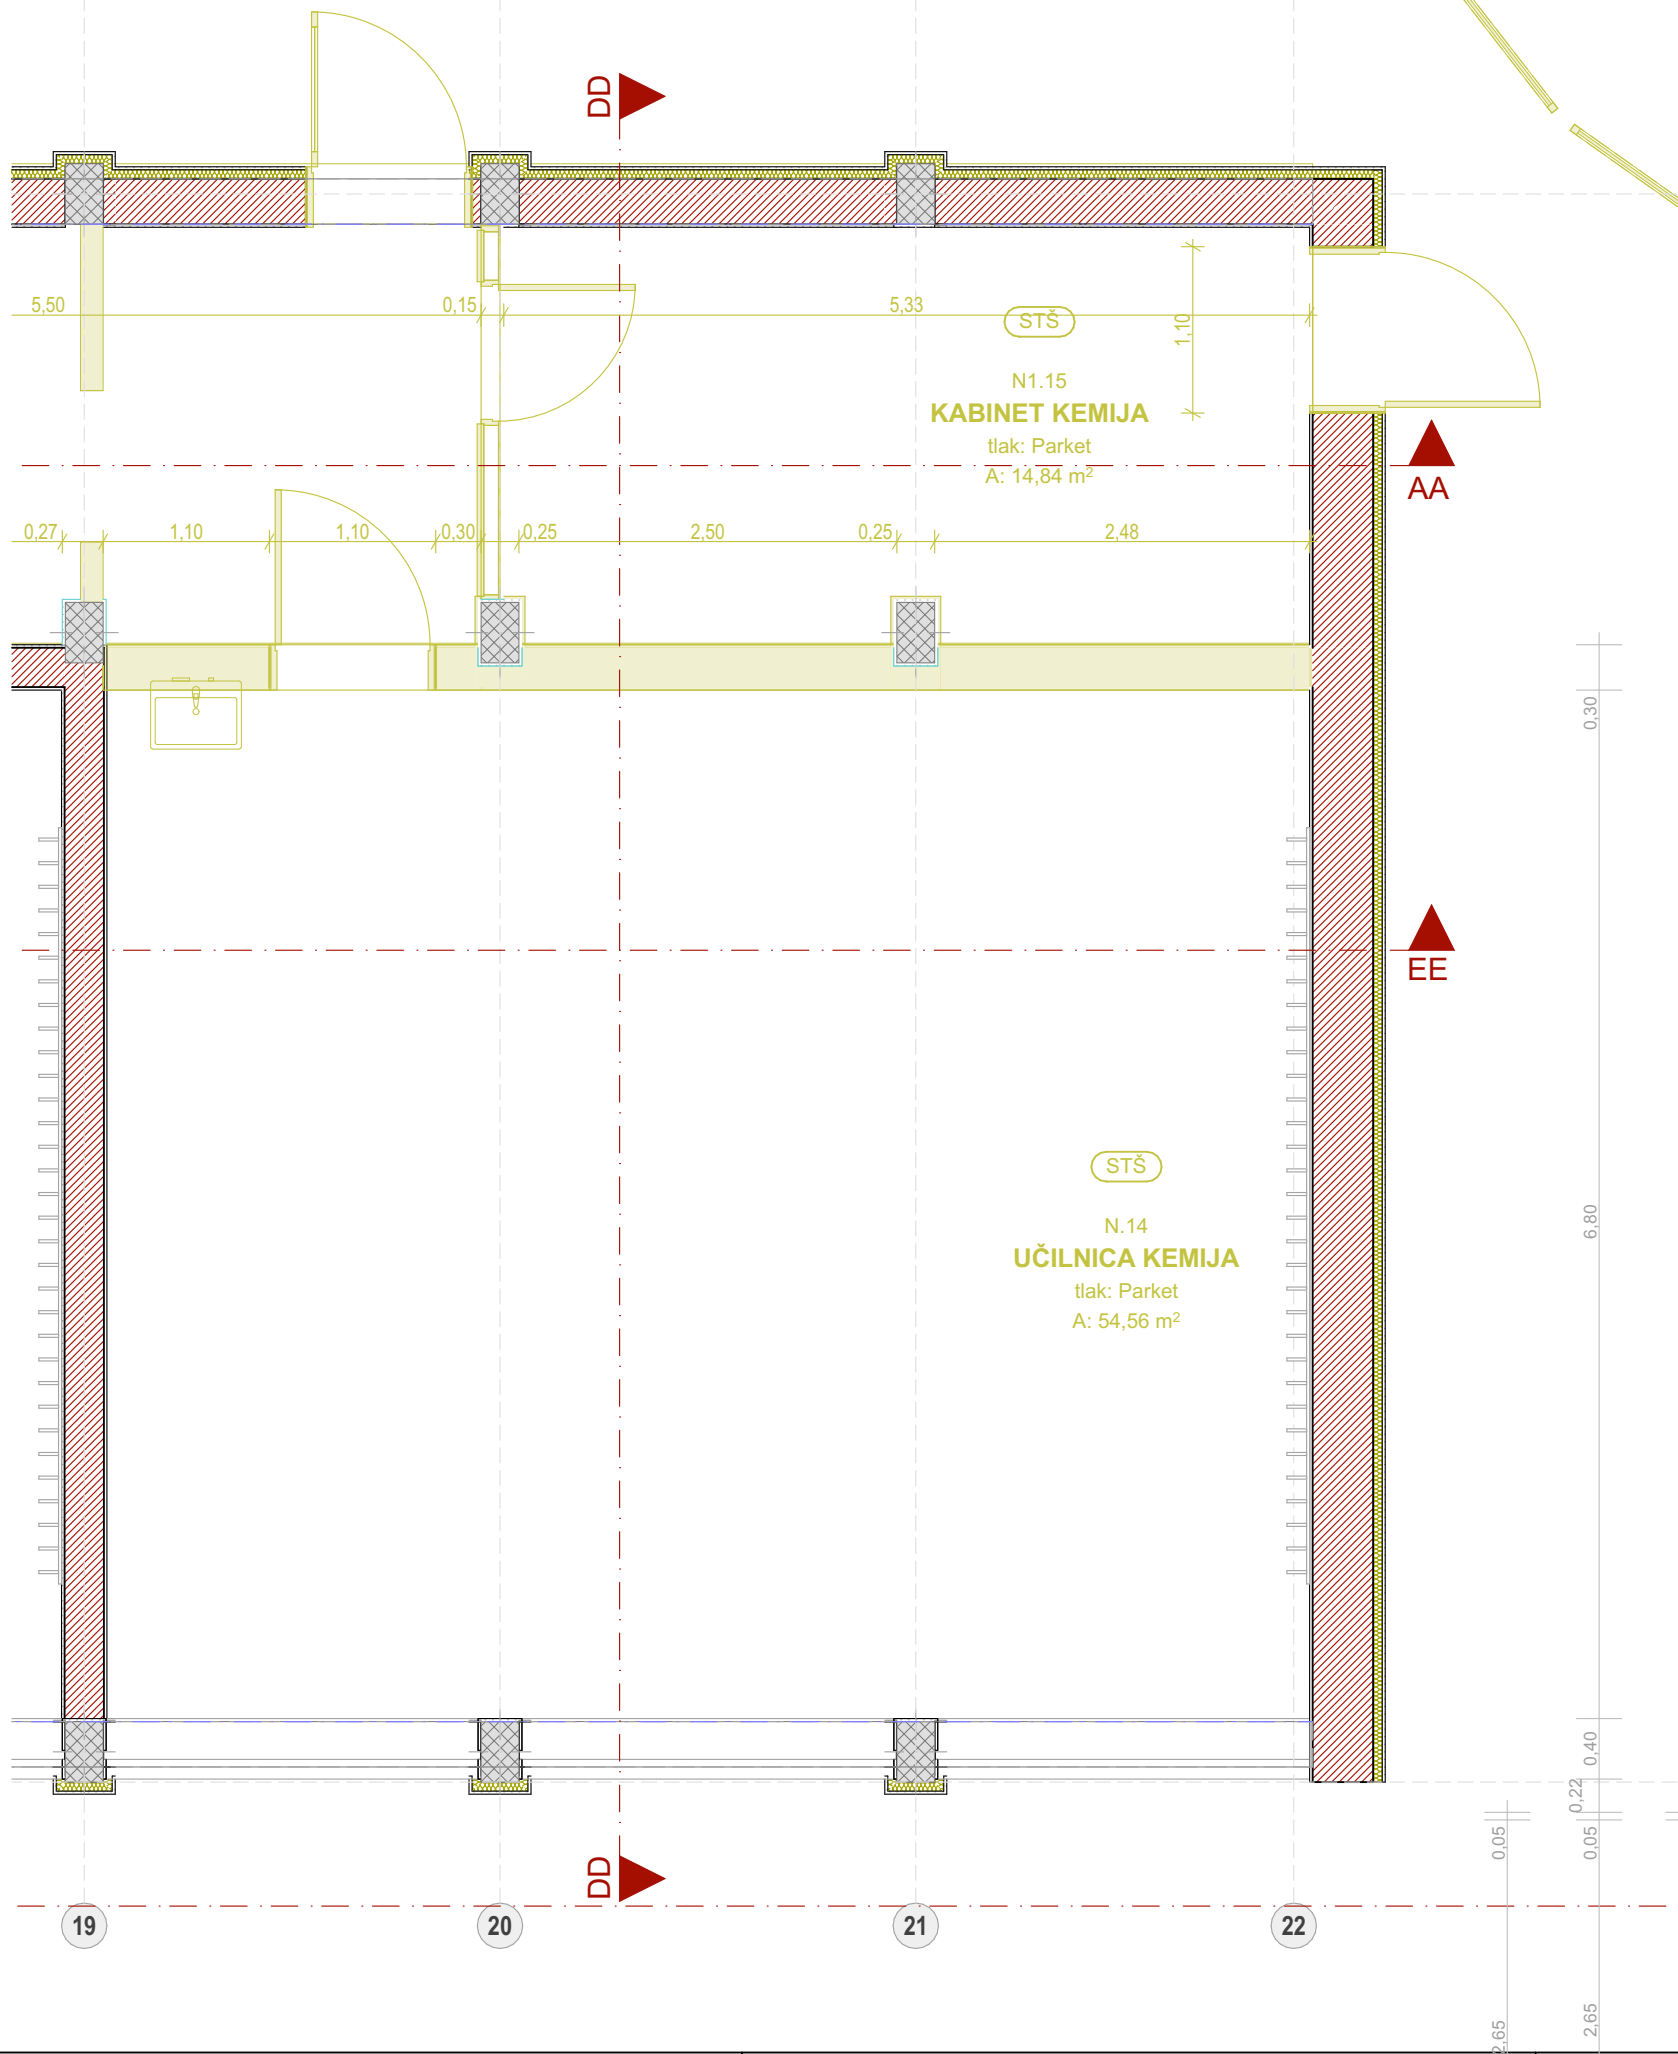 DD
5,50
0,15
5,33
STŠ
1,10
N1.15
KABINET KEMIJA
tlak: Parket
A: 14,84 m²
AA
0,27
1,10
1,10
0,30
0,25
2,50
0,25
2,48
0,30
EE
STŠ
N.14
UČILNICA KEMIJA
tlak: Parket
A: 54,56 m²
6,80
0,40
0,22
0,05
0,05
DD
19
20
21
22
2,65
2,65